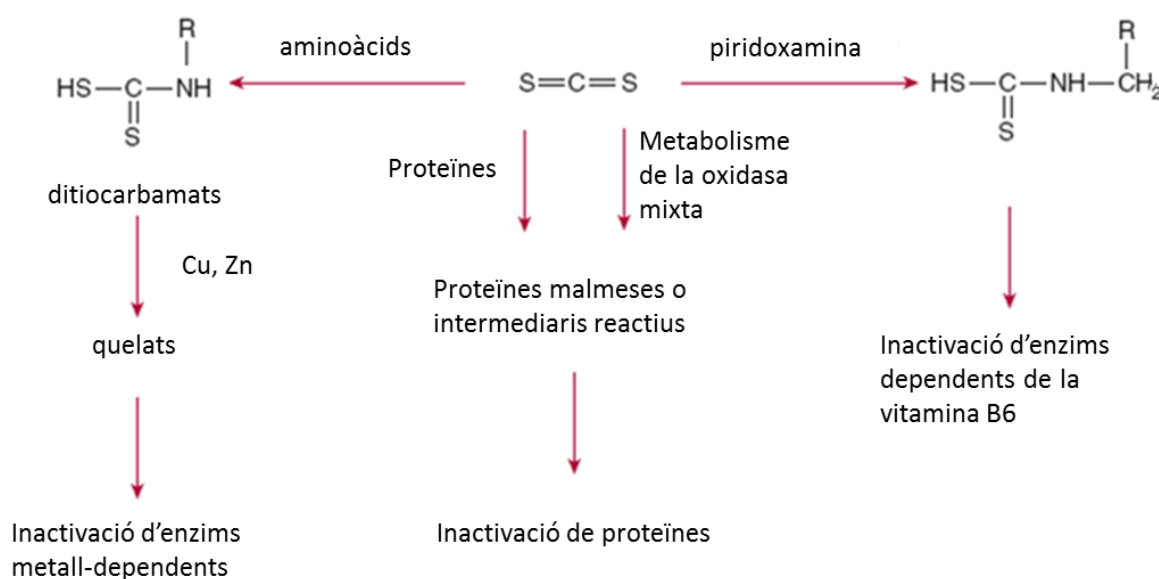 aminoàcids
piridoxamina
R
HS—C—NH
S
S=C=S
R
HS—C—NH—CH2
S
Proteïnes
Metabolisme
de la oxidasa
mixta
ditiocarbamats
Cu, Zn
Proteïnes malmeses o
intermediaris reactius
quelats
Inactivació d'enzims
dependents de la
vitamina B6
Inactivació d'enzims
metall-dependents
Inactivació de proteïnes